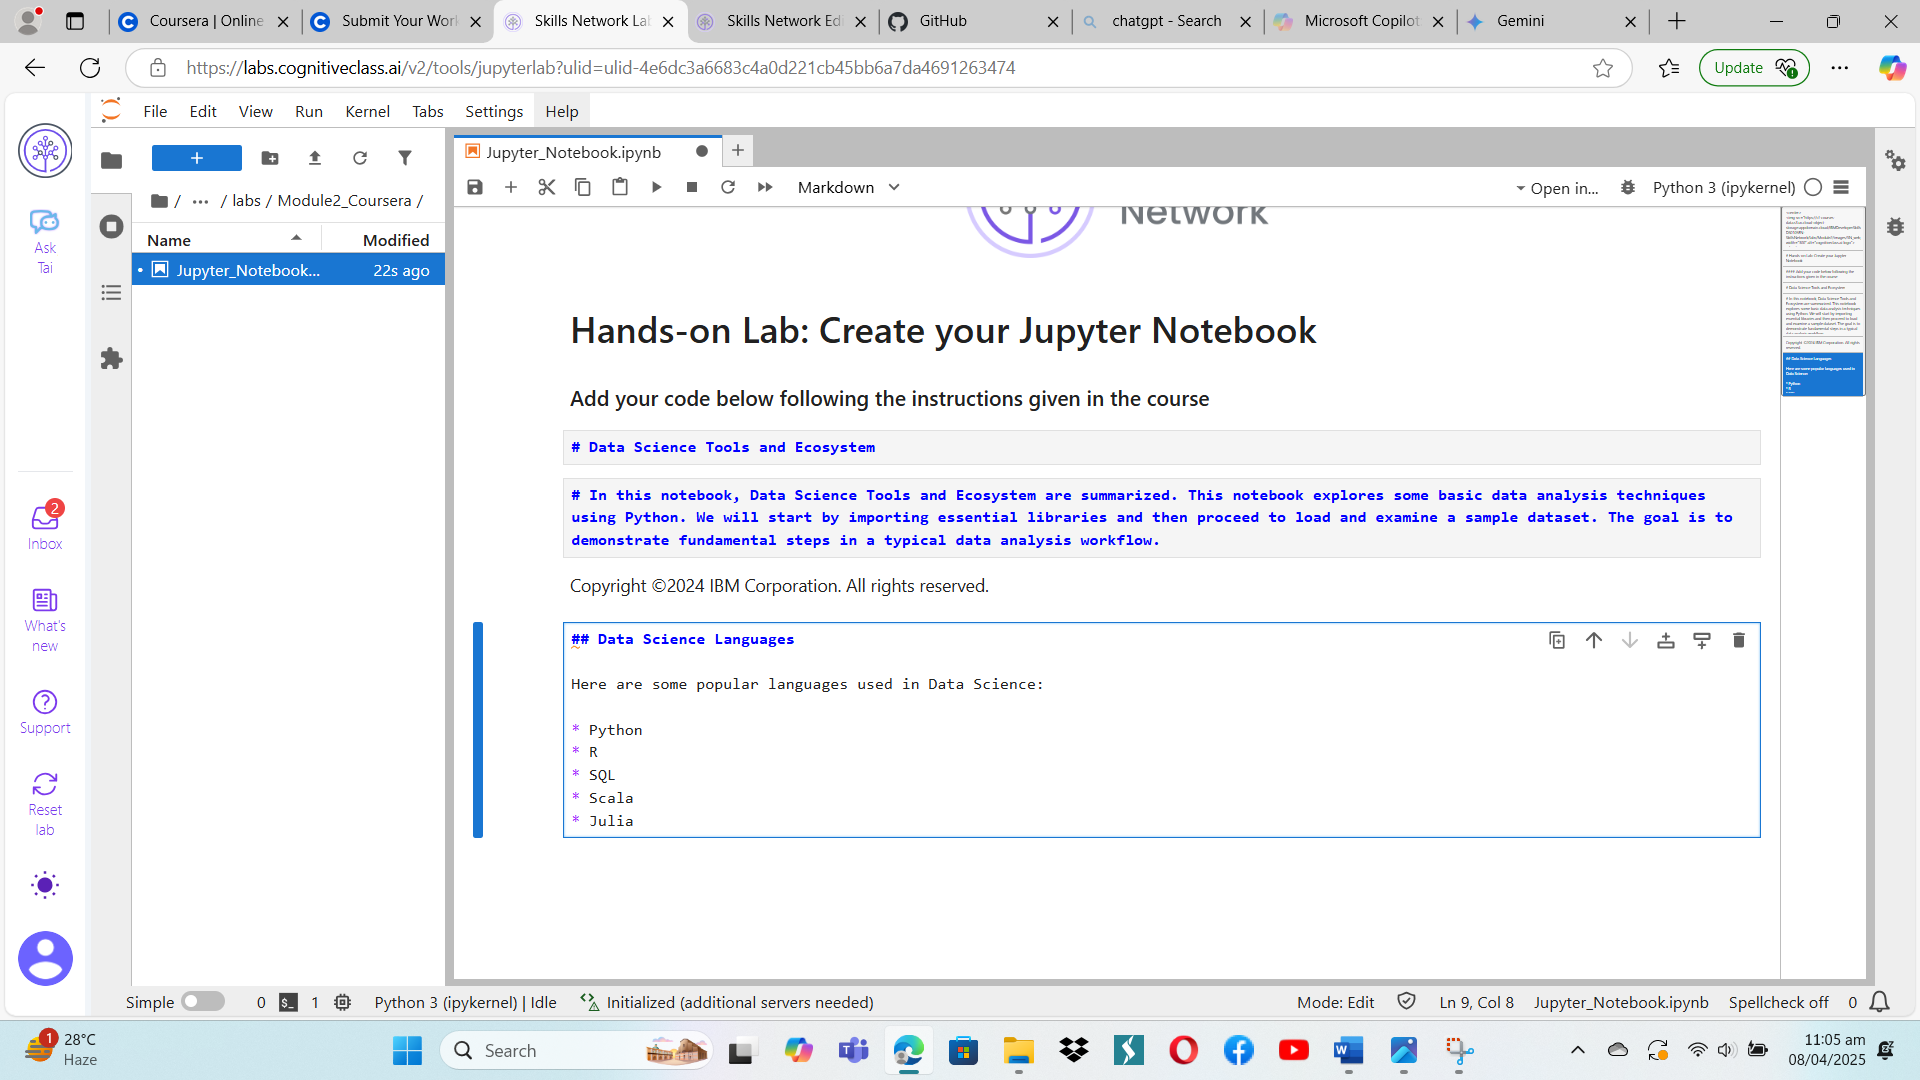 Coursera | Online
Submit Your Work
Skills Network La
Skills Network Edi
GitHub
chatgpt - Search
Microsoft Copilot
Gemini
https://labs.cognitiveclass.ai/v2/tools/jupyterlab?ulid=ulid-4e6dc3a6683c4a0d221cb45bb6a7da4691263474
Update
File Edit View Run Kernel Tabs Settings Help
Ask
Tai
+
/ ... / labs / Module2_Coursera /
Name Modified
Jupyter_Notebook... 22s ago
Jupyter_Notebook.ipynb
Markdown
Open in...
Python 3 (ipykernel)
Network
Hands-on Lab: Create your Jupyter Notebook
Add your code below following the instructions given in the course
# Data Science Tools and Ecosystem
# In this notebook, Data Science Tools and Ecosystem are summarized. This notebook explores some basic data analysis techniques
using Python. We will start by importing essential libraries and then proceed to load and examine a sample dataset. The goal is to
demonstrate fundamental steps in a typical data analysis workflow.
Copyright ©2024 IBM Corporation. All rights reserved.
## Data Science Languages
Here are some popular languages used in Data Science:
* Python
* R
* SQL
* Scala
* Julia
2
Inbox
What's
new
Support
Reset
lab
Simple 0 1 Python 3 (ipykernel) | Idle Initialized (additional servers needed)
Mode: Edit Ln 9, Col 8 Jupyter_Notebook.ipynb Spellcheck off 0
1
28°C
Haze
Search
11:05 am
08/04/2025